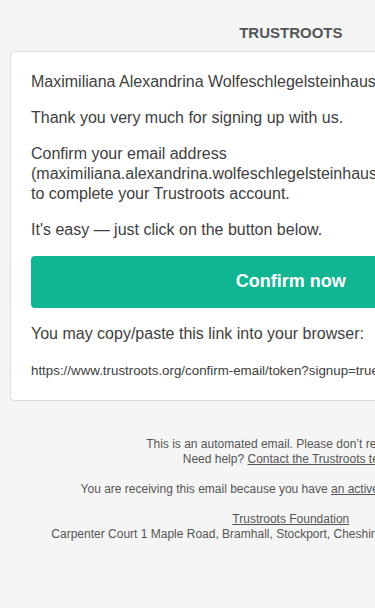 TRUSTROOTS
Maximiliana Alexandrina Wolfeschlegelsteinhaus
Thank you very much for signing up with us.
Confirm your email address
(maximiliana.alexandrina.wolfeschlegelsteinhaus
to complete your Trustroots account.
It's easy — just click on the button below.
Confirm now
You may copy/paste this link into your browser:
https://www.trustroots.org/confirm-email/token?signup=true
This is an automated email. Please don’t re
Need help? Contact the Trustroots te
You are receiving this email because you have an active
Trustroots Foundation
Carpenter Court 1 Maple Road, Bramhall, Stockport, Cheshir